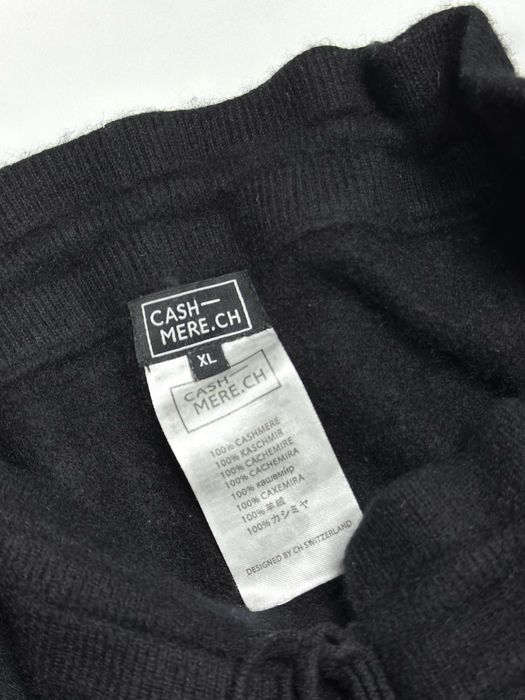 CASH—
MERE.CH
XL
CASH
MERE.CH
100% CASHMERE
100% KASCHMIR
100% CACHEMIRE
100% CACHEMIRA
100% кашемир
100% CAXEMIRA
100% 羊绒
100% カシミヤ
DESIGNED BY CH SWITZERLAND